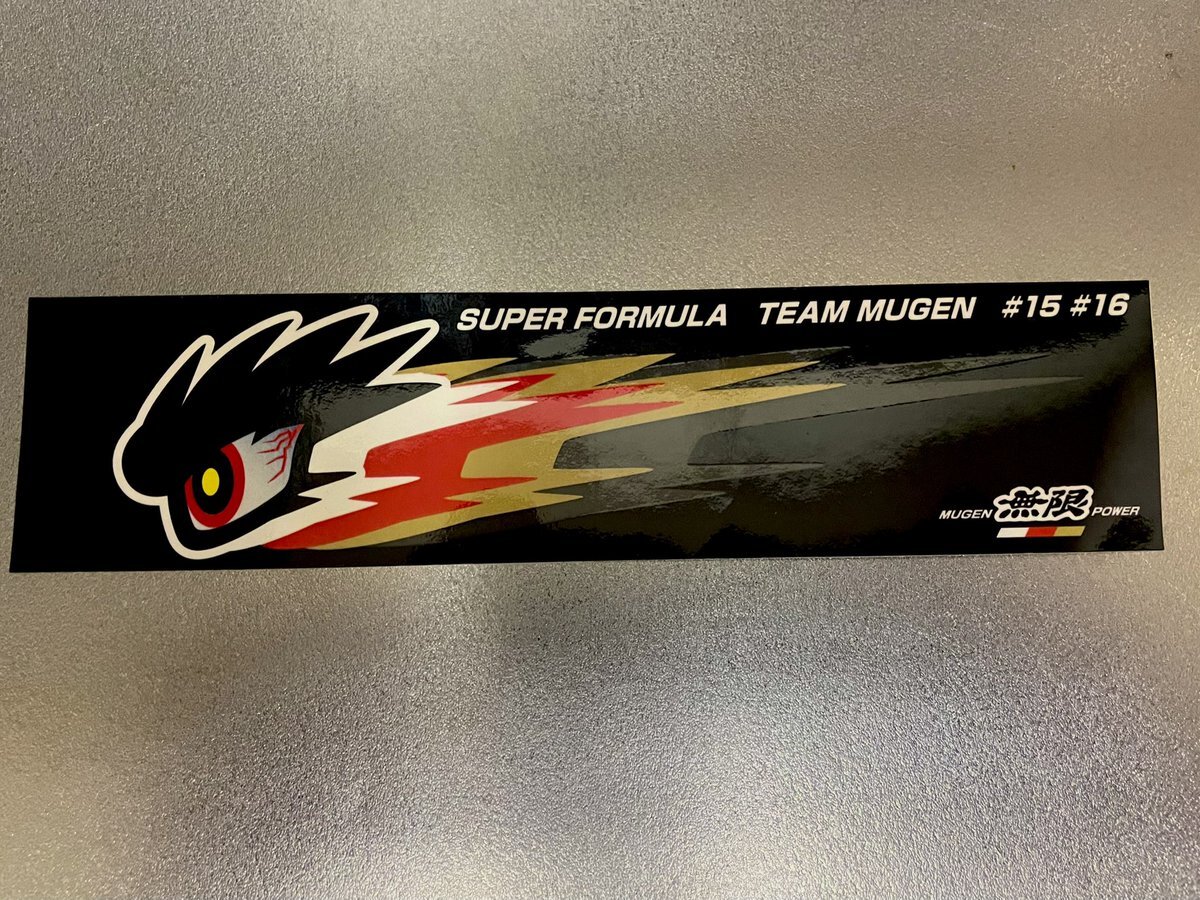 SUPER FORMULA TEAM MUGEN #15 #16
MUGEN 無限 POWER